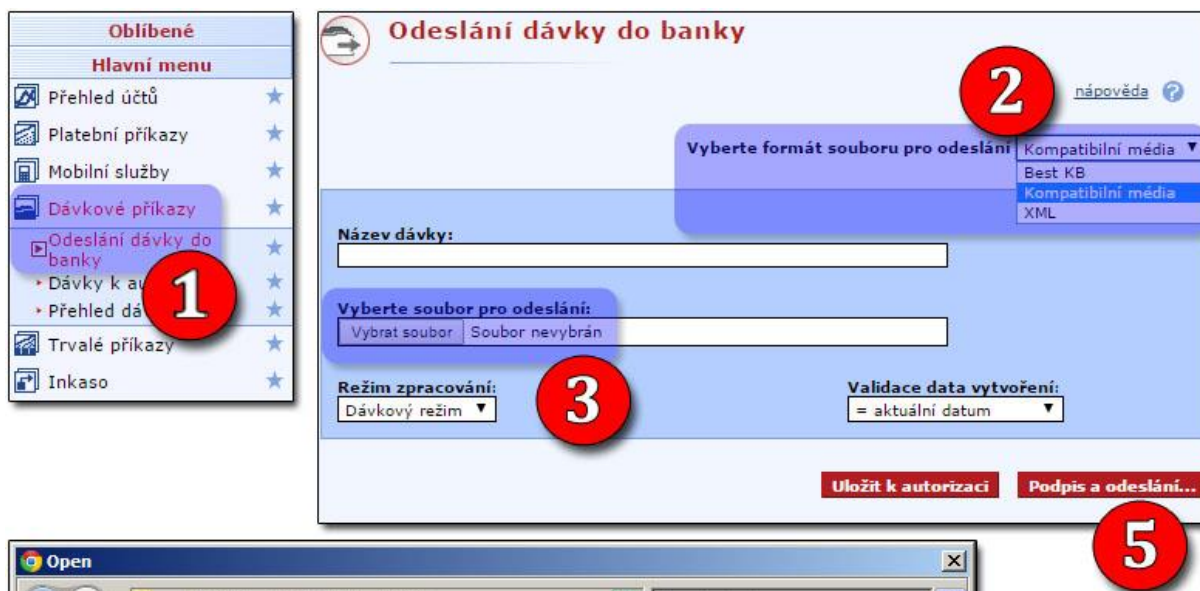 Oblíbené
Hlavní menu
Přehled účtů
Platební příkazy
Mobilní služby
Dávkové příkazy
Odeslání dávky do
banky
Dávky k
Přehled
Trvalé příkazy
Inkaso
1
Odeslání dávky do banky
2
nápověda
Vyberte formát souboru pro odeslání Kompatibilní média
Best KB
Kompatibilní média
XML
Název dávky:
Vyberte soubor pro odeslání:
Vybrat soubor Soubor nevybrán
Režim zpracování: Validace data vytvoření:
Dávkový režim = aktuální datum
3
Uložit k autorizaci Podpis a odeslání...
5
Open